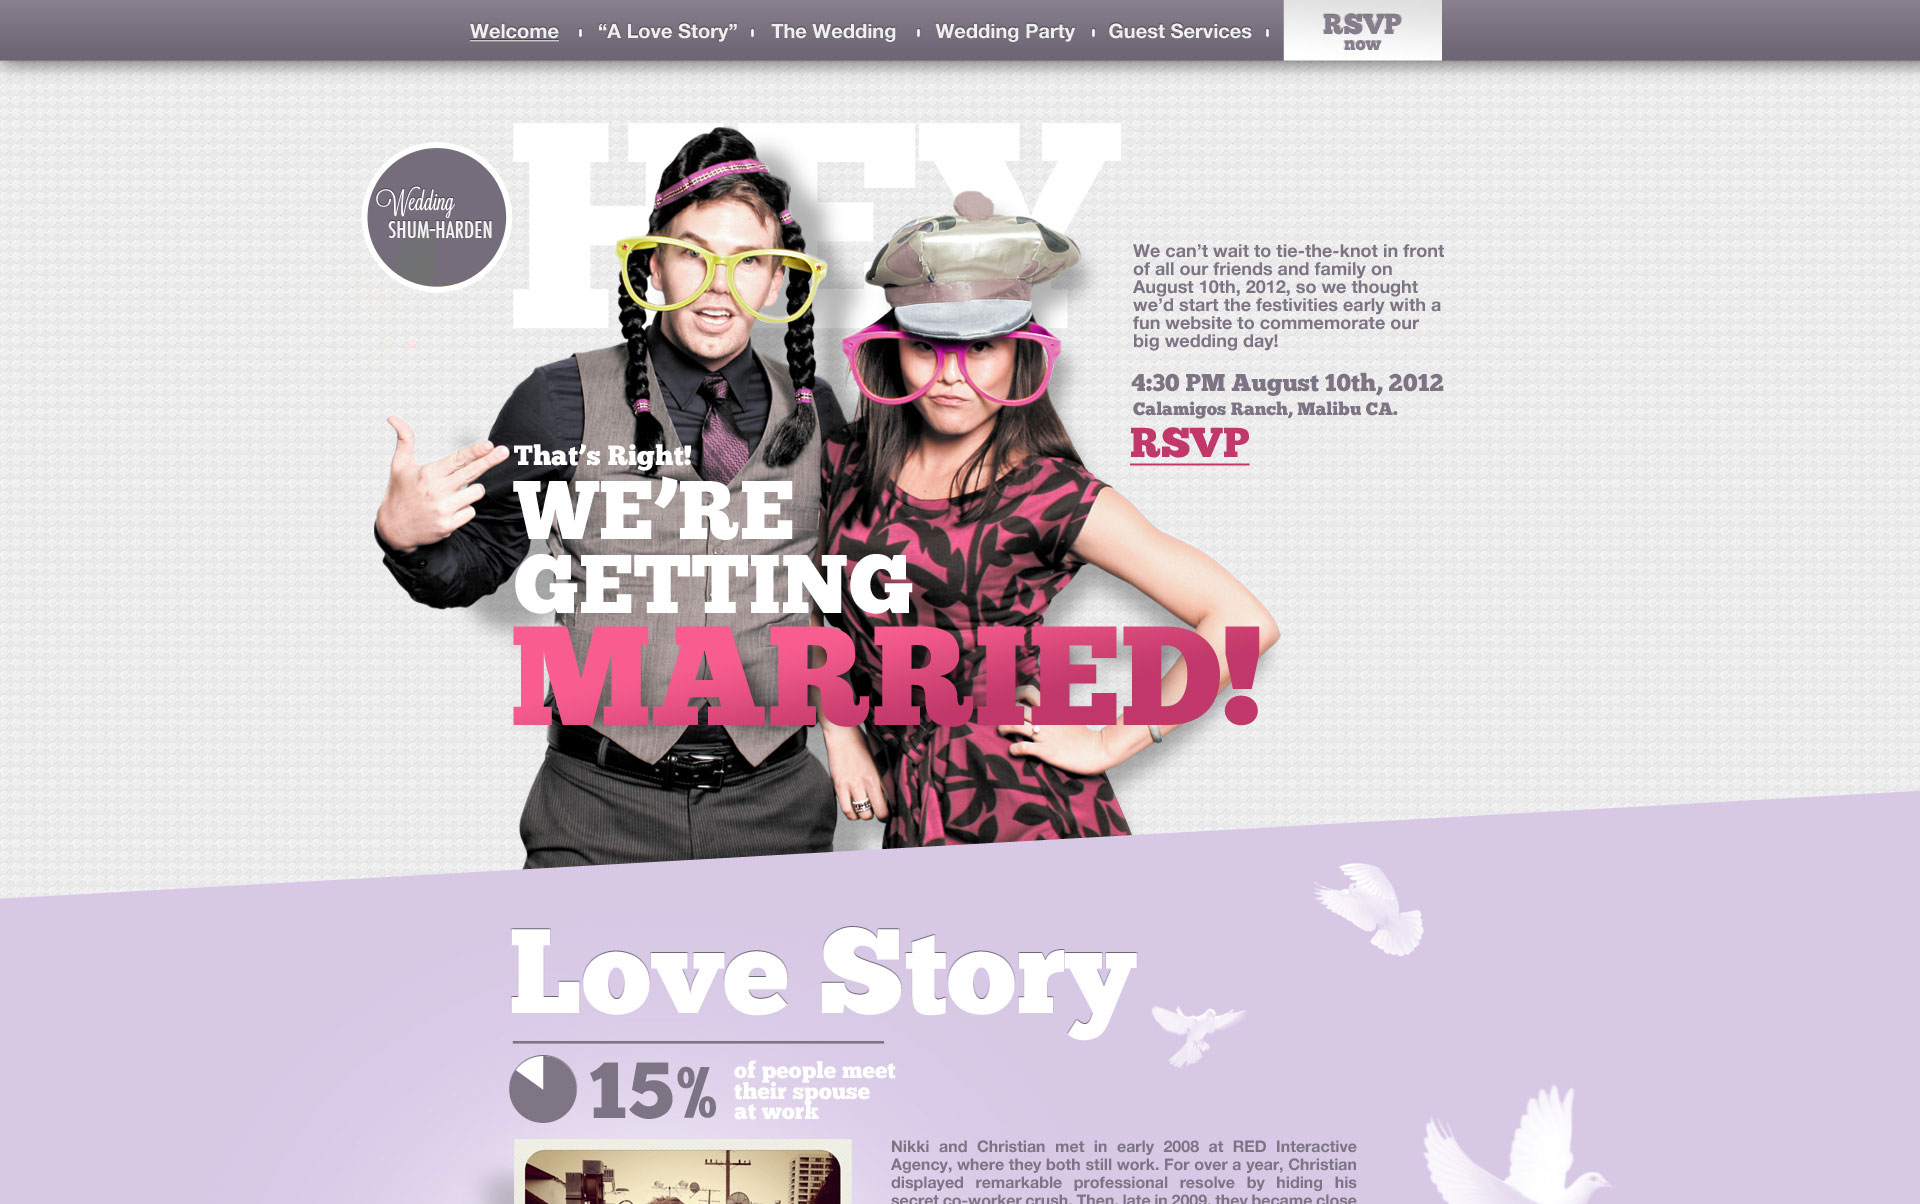 Welcome
“A Love Story”
The Wedding
Wedding Party
Guest Services
RSVP
now
HEY
Wedding
SHUM-HARDEN
We can’t wait to tie-the-knot in front
of all our friends and family on
August 10th, 2012, so we thought
we’d start the festivities early with a
fun website to commemorate our
big wedding day!
4:30 PM August 10th, 2012
Calamigos Ranch, Malibu CA.
RSVP
That’s Right!
WE’RE
GETTING
MARRIED!
Love Story
15%
of people meet
their spouse
at work
Nikki and Christian met in early 2008 at RED Interactive
Agency, where they both still work. For over a year, Christian
displayed remarkable professional resolve by hiding his
secret co-worker crush. Then, late in 2009, they became close